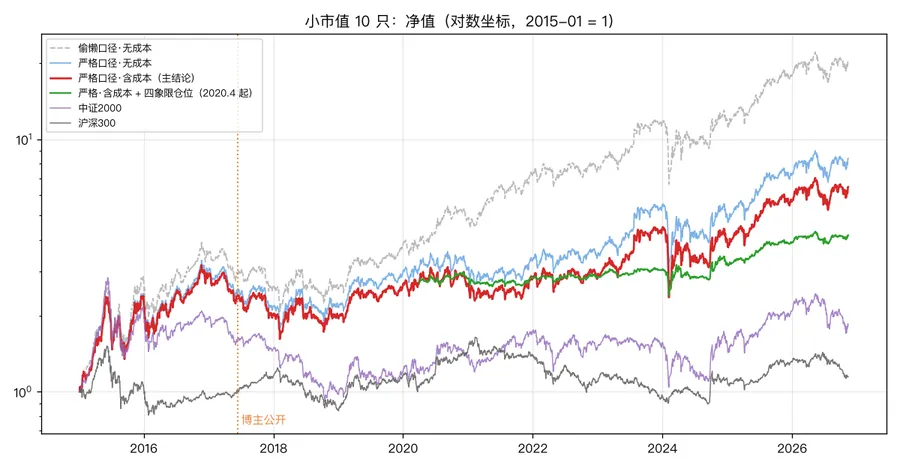 小市值 10 只：净值（对数坐标，2015-01 = 1）
偷懒口径·无成本
严格口径·无成本
严格口径·含成本（主结论）
严格·含成本 + 四象限仓位（2020.4 起）
中证2000
沪深300
10¹
10⁰
博主公开
2016
2018
2020
2022
2024
2026